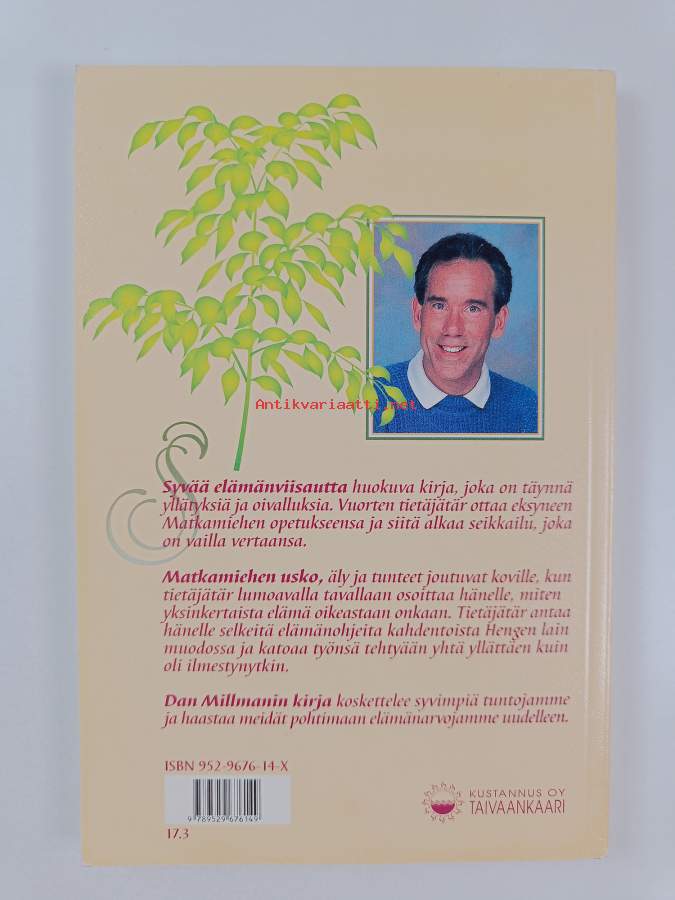 Antikvariaatti.net
Syvää elämänviisautta huokuva kirja, joka on täynnä
yllätyksiä ja oivalluksia. Vuorten tietäjätär ottaa eksyneen
Matkamiehen opetukseensa ja siitä alkaa seikkailu, joka
on vailla vertaansa.
Matkamiehen usko, äly ja tunteet joutuvat koville, kun
tietäjätär lumoavalla tavallaan osoittaa hänelle, miten
yksinkertaista elämä oikeastaan onkaan. Tietäjätär antaa
hänelle selkeitä elämänohjeita kahdentoista Hengen lain
muodossa ja katoaa työnsä tehtyään yhtä yllättäen kuin
oli ilmestynytkin.
Dan Millmanin kirja koskettelee syvimpiä tuntojamme
ja haastaa meidät pohtimaan elämänarvojamme uudelleen.
ISBN 952-9676-14-X
9 789529 676149
17.3
KUSTANNUS OY
TAIVAANKAARI